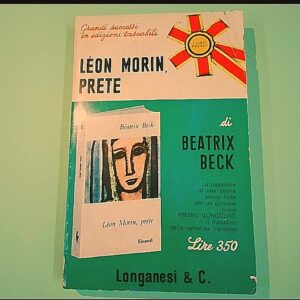 Grandi successi
in edizioni tascabili
LÉON MORIN,
PRETE
di
BEATRIX
BECK
Beatrix Beck
Léon Morin, prete
Einaudi
La passione
di una donna
senza fede
per un giovane
prete
PREMIO GONCOURT
il massimo
della narrativa francese
Lire 350
Longanesi & C.